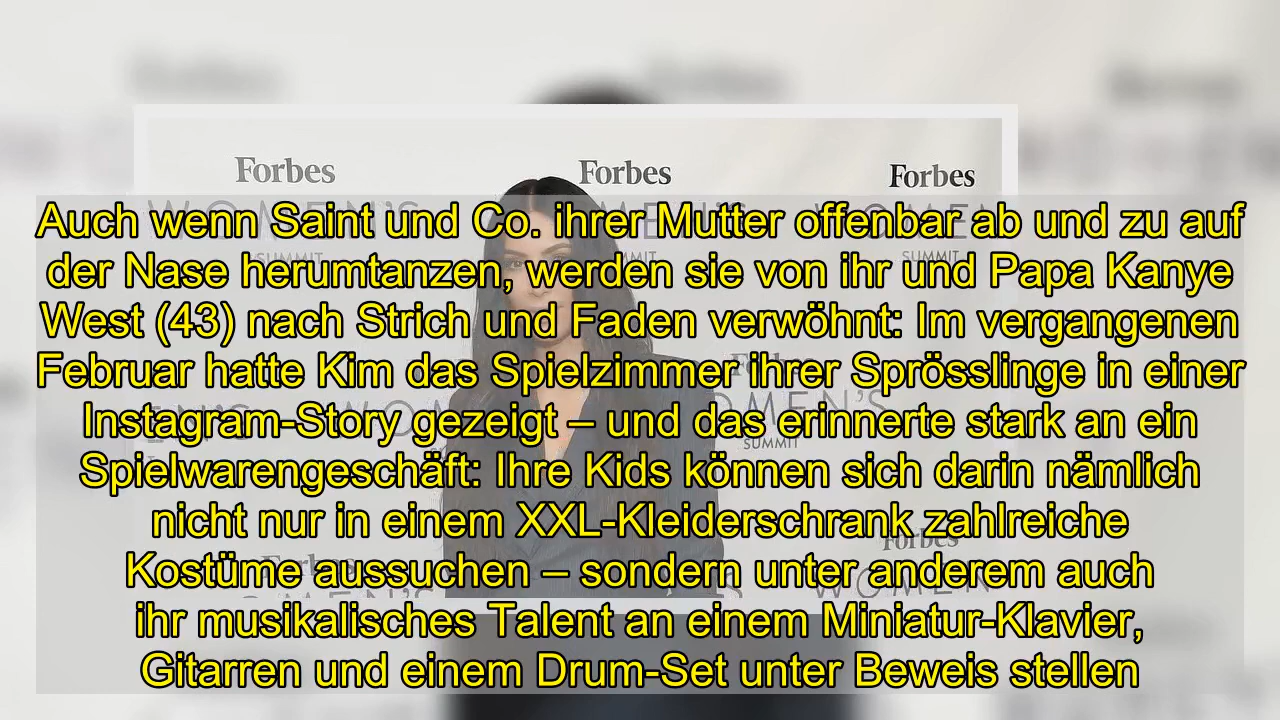 Forbes Forbes Forbes
Auch wenn Saint und Co. ihrer Mutter offenbar ab und zu auf
der Nase herumtanzen, werden sie von ihr und Papa Kanye
West (43) nach Strich und Faden verwöhnt: Im vergangenen
Februar hatte Kim das Spielzimmer ihrer Sprösslinge in einer
Instagram-Story gezeigt – und das erinnerte stark an ein
Spielwarengeschäft: Ihre Kids können sich darin nämlich
nicht nur in einem XXL-Kleiderschrank zahlreiche
Kostüme aussuchen – sondern unter anderem auch
ihr musikalisches Talent an einem Miniatur-Klavier,
Gitarren und einem Drum-Set unter Beweis stellen